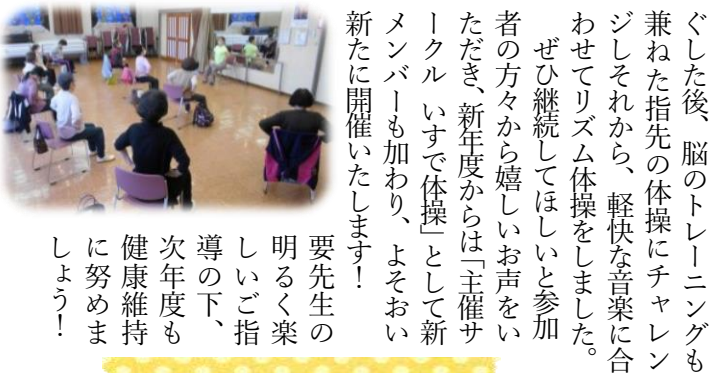 ぐした後、脳のトレーニングも
兼ねた指先の体操にチャレン
ジしそれから、軽快な音楽に合
わせてリズム体操をしました。
ぜひ継続してほしいと参加
者の方々から嬉しいお声をい
ただき、新年度からは「主催サ
ークル いすで体操」として新
メンバーも加わり、よそおい
新たに開催いたします！
要先生の
明るく楽
しいご指
導の下、
次年度も
健康維持
に努めま
しょう！